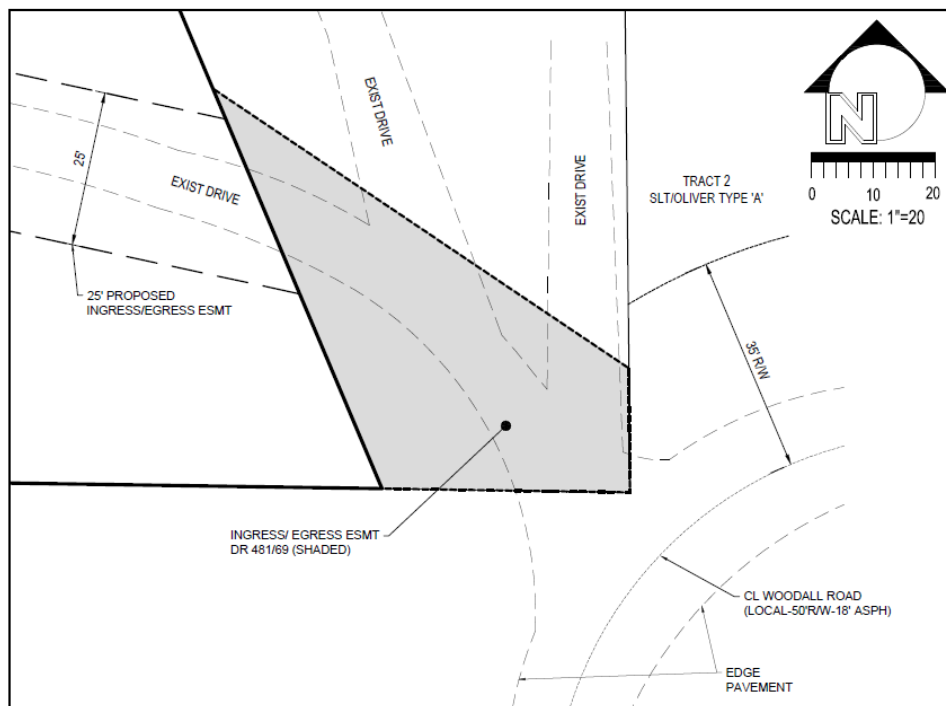 EXIST DRIVE
25'
EXIST DRIVE
EXIST DRIVE
TRACT 2
SLT/OLIVER TYPE 'A'
N
0 10 20
SCALE: 1"=20
25' PROPOSED
INGRESS/EGRESS ESMT
35' R/W
INGRESS/ EGRESS ESMT
DR 481/69 (SHADED)
CL WOODALL ROAD
(LOCAL-50'R/W-18' ASPH)
EDGE
PAVEMENT